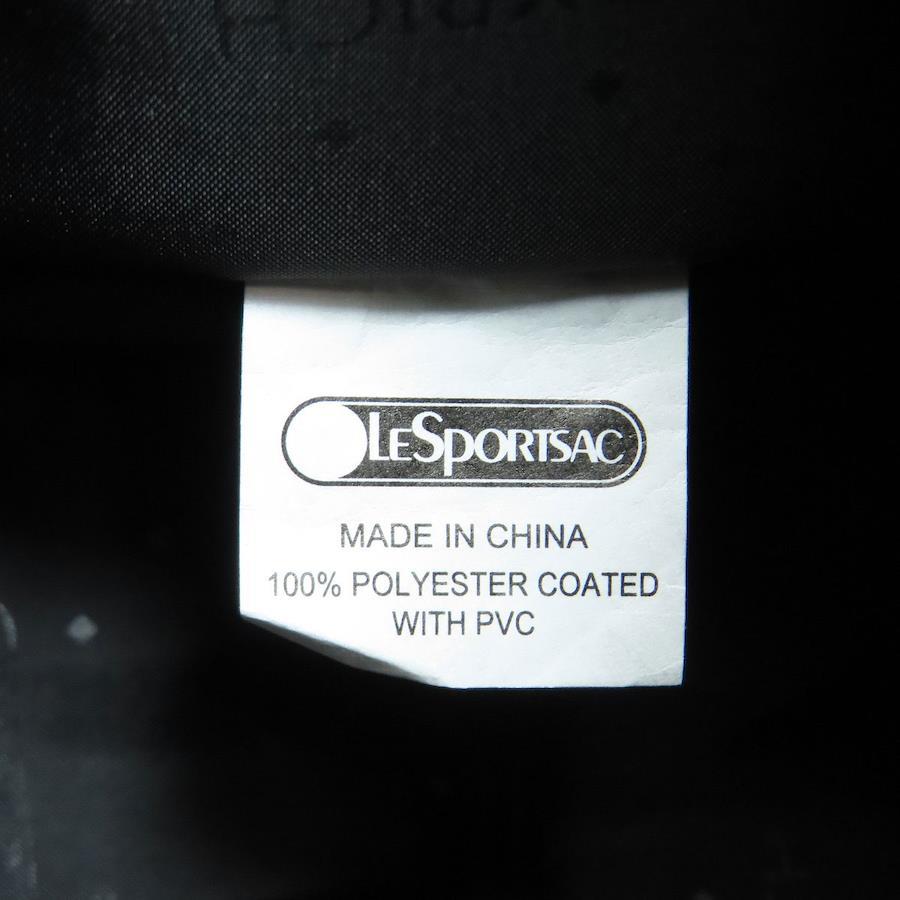 LESPORTSAC
MADE IN CHINA
100% POLYESTER COATED
WITH PVC